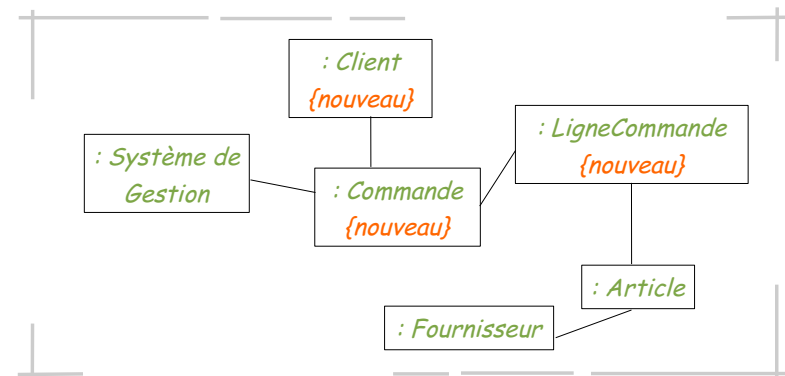 : Client
{nouveau}
: LigneCommande
{nouveau}
: Système de
Gestion
: Commande
{nouveau}
: Article
: Fournisseur